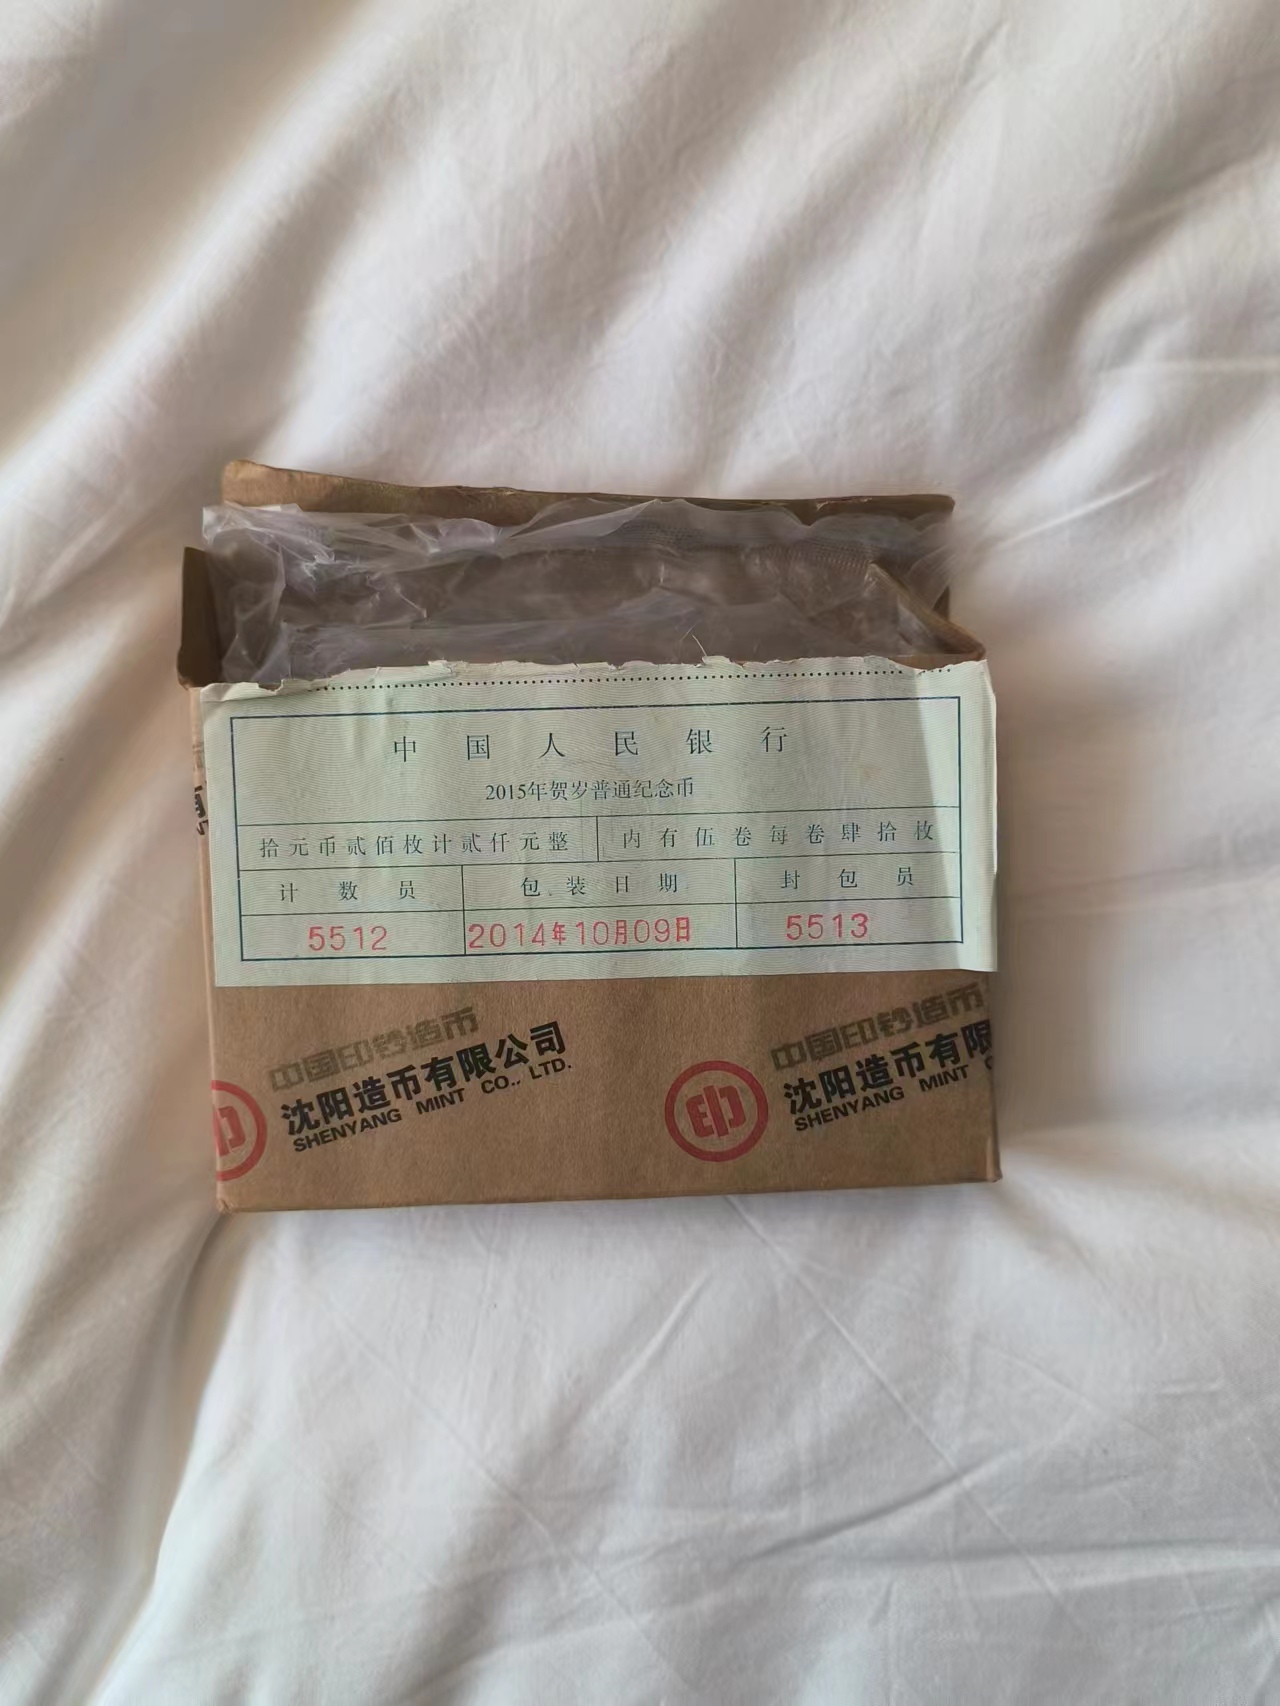 中国人民银行
2015年贺岁普通纪念币
拾元币贰佰枚计贰仟元整 内有伍卷每卷肆拾枚
计数员 包装日期 封包员
5512 2014年10月09日 5513
中国印钞造币
沈阳造币有限公司
SHENYANG MINT CO., LTD.
中国印钞造币
沈阳造币有限
SHENYANG MINT